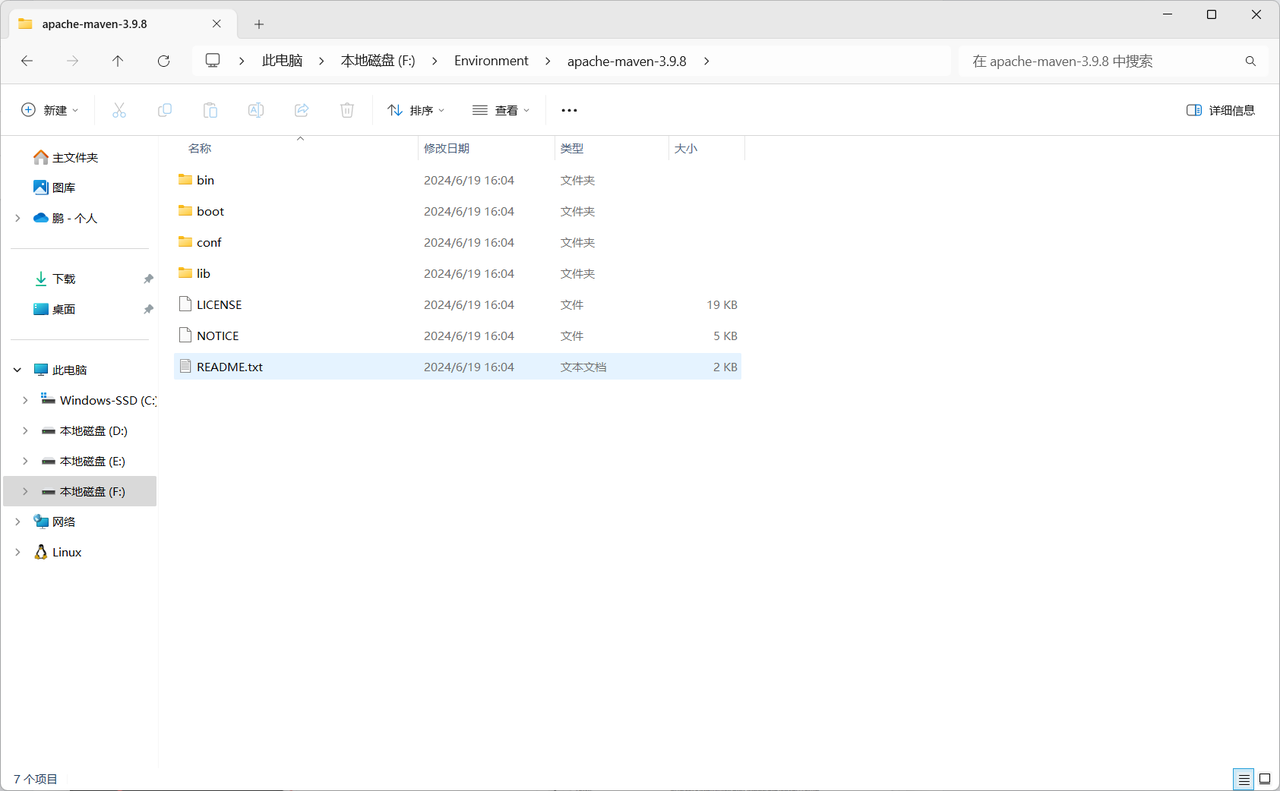 apache-maven-3.9.8
此电脑 本地磁盘 (F:) Environment apache-maven-3.9.8
在 apache-maven-3.9.8 中搜索
新建 排序 查看 详细信息
主文件夹
图库
鹏 - 个人
下载
桌面
此电脑
Windows-SSD (C:)
本地磁盘 (D:)
本地磁盘 (E:)
本地磁盘 (F:)
网络
Linux
名称 修改日期 类型 大小
bin 2024/6/19 16:04 文件夹
boot 2024/6/19 16:04 文件夹
conf 2024/6/19 16:04 文件夹
lib 2024/6/19 16:04 文件夹
LICENSE 2024/6/19 16:04 文件 19 KB
NOTICE 2024/6/19 16:04 文件 5 KB
README.txt 2024/6/19 16:04 文本文档 2 KB
7 个项目